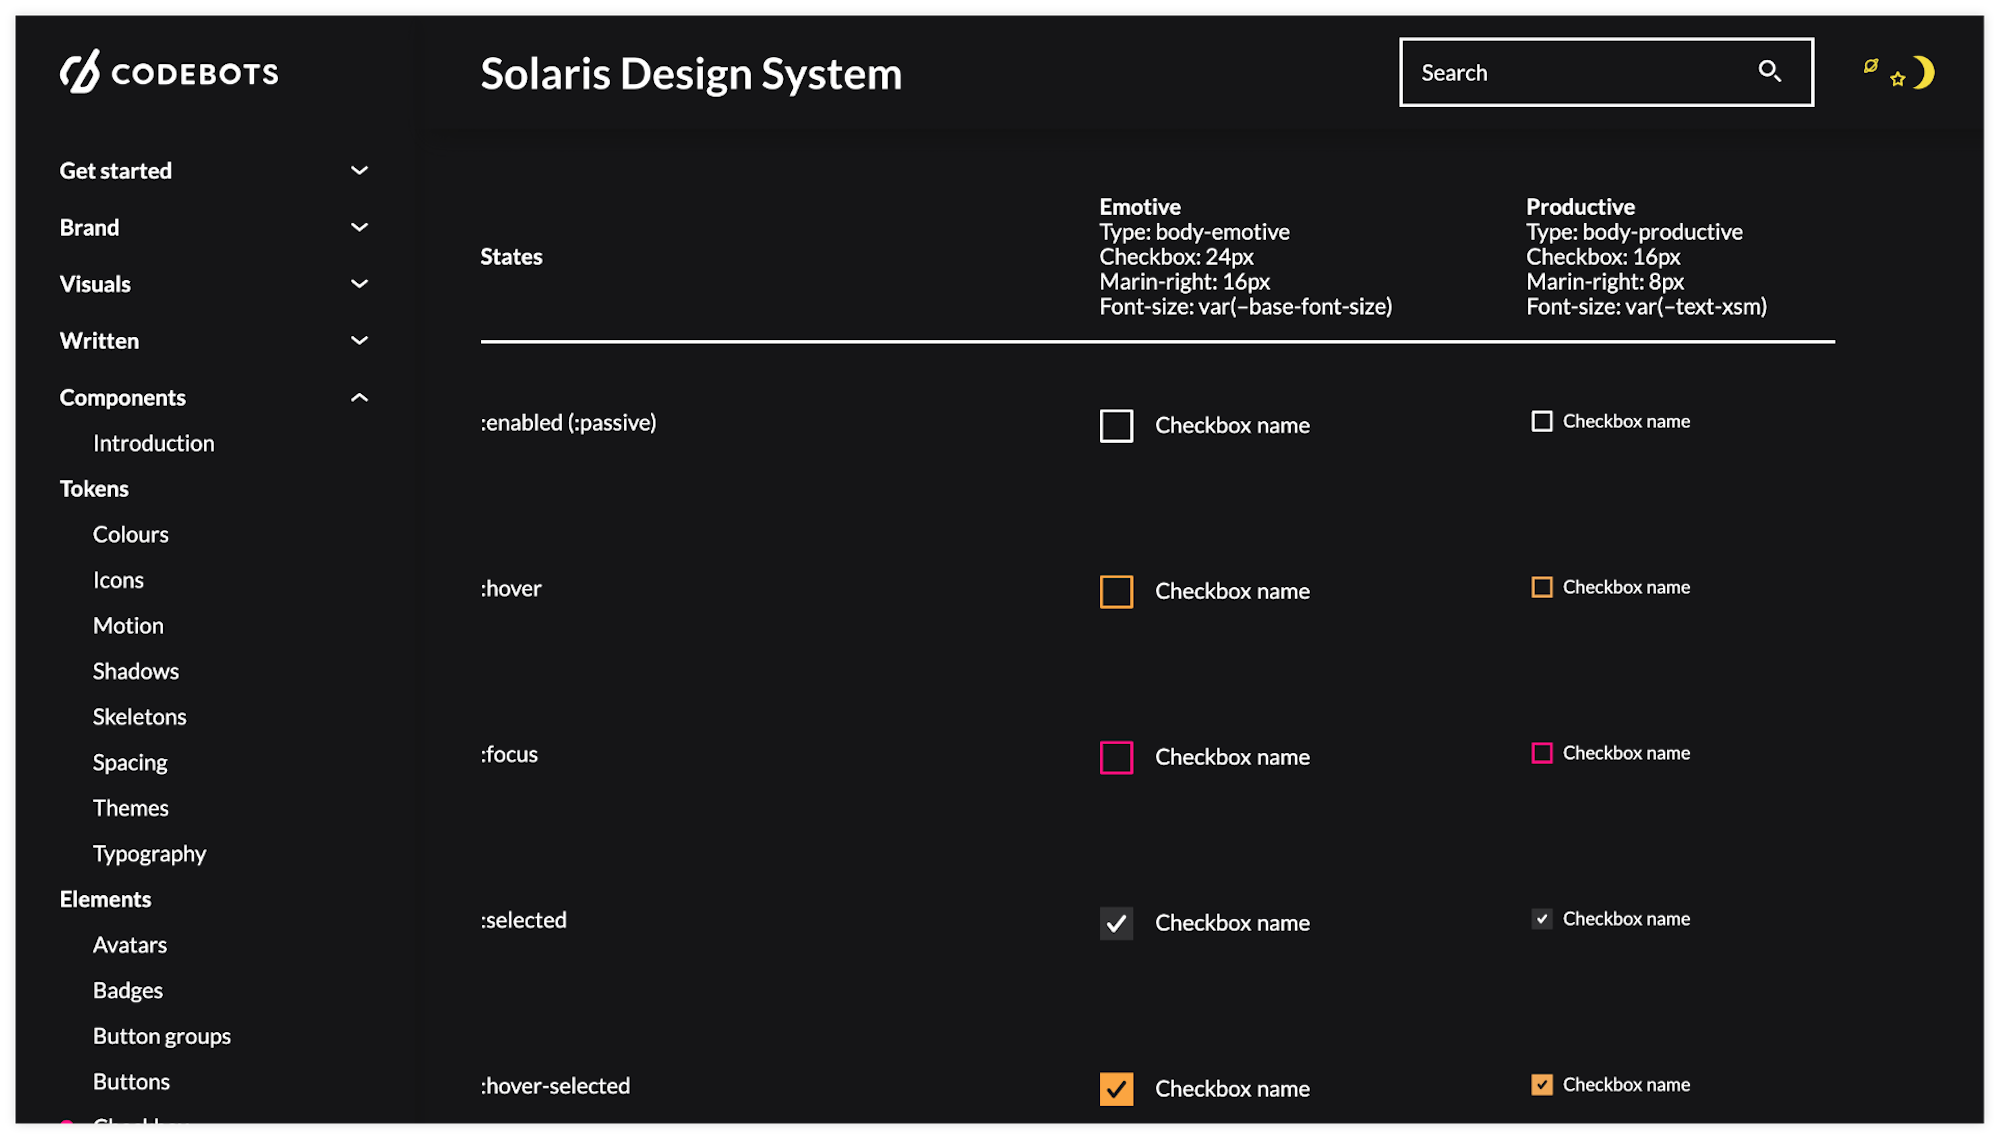 CODEBOTS
Solaris Design System
Search
Get started
Brand
Visuals
Written
Components
Introduction
Tokens
Colours
Icons
Motion
Shadows
Skeletons
Spacing
Themes
Typography
Elements
Avatars
Badges
Button groups
Buttons
States
Emotive
Type: body-emotive
Checkbox: 24px
Marin-right: 16px
Font-size: var(–base-font-size)
Productive
Type: body-productive
Checkbox: 16px
Marin-right: 8px
Font-size: var(–text-xsm)
:enabled (:passive)
Checkbox name
Checkbox name
:hover
Checkbox name
Checkbox name
:focus
Checkbox name
Checkbox name
:selected
Checkbox name
Checkbox name
:hover-selected
Checkbox name
Checkbox name